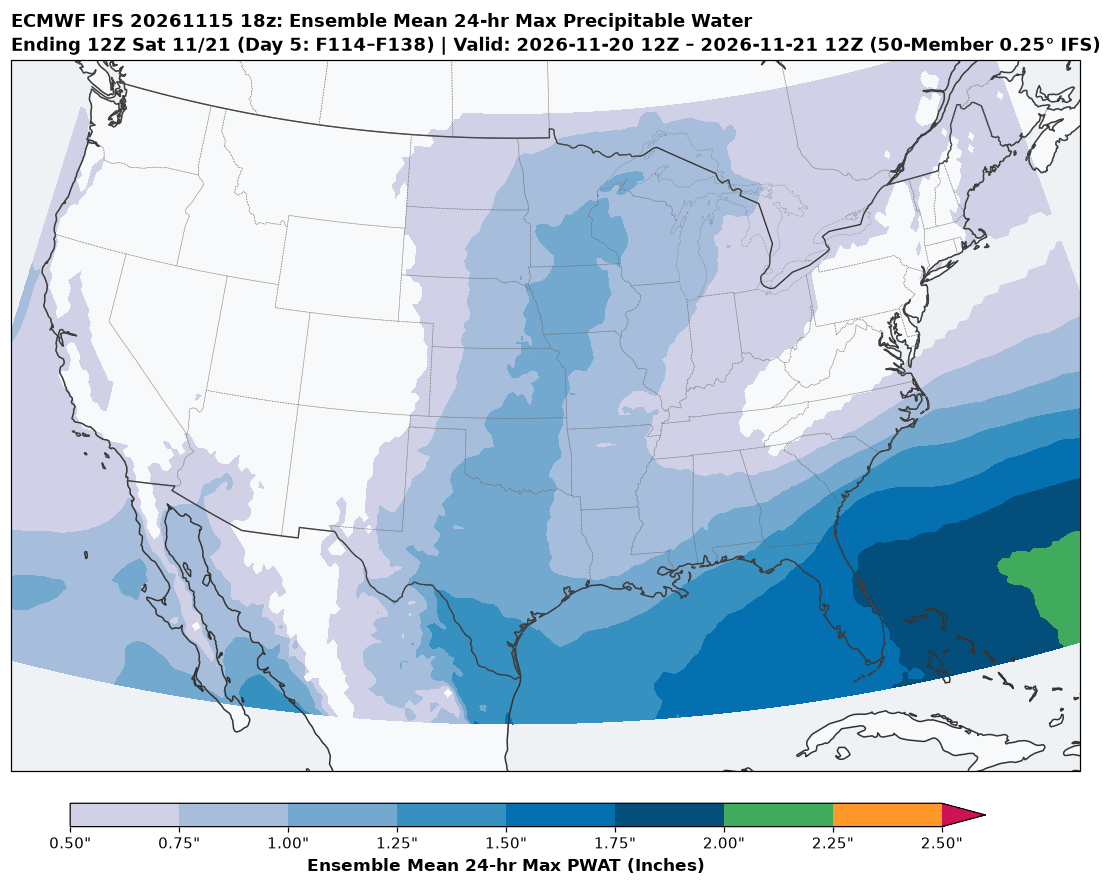 ECMWF IFS 20261115 18z: Ensemble Mean 24-hr Max Precipitable Water
Ending 12Z Sat 11/21 (Day 5: F114–F138) | Valid: 2026-11-20 12Z – 2026-11-21 12Z (50-Member 0.25° IFS)
0.50" 0.75" 1.00" 1.25" 1.50" 1.75" 2.00" 2.25" 2.50"
Ensemble Mean 24-hr Max PWAT (Inches)